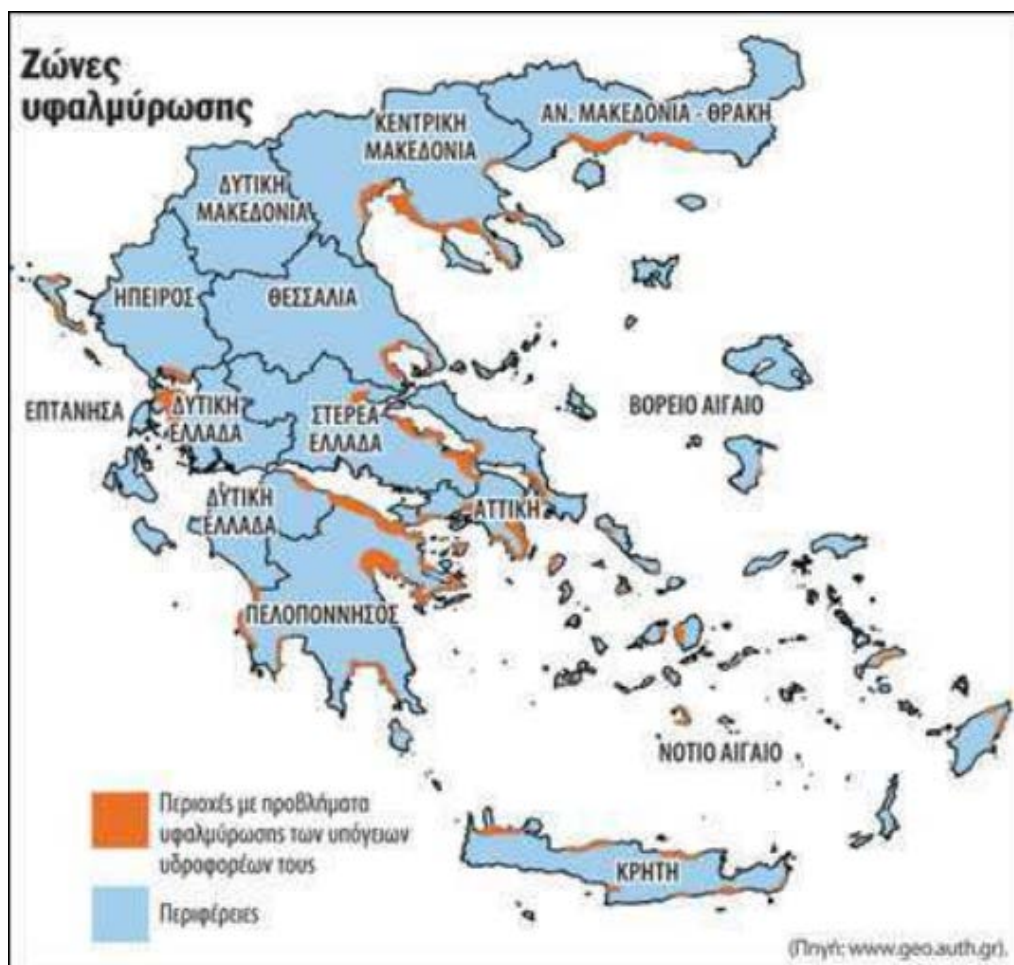 Ζώνες
υφαλμύρωσης
ΑΝ. ΜΑΚΕΔΟΝΙΑ - ΘΡΑΚΗ
ΚΕΝΤΡΙΚΗ
ΜΑΚΕΔΟΝΙΑ
ΔΥΤΙΚΗ
ΜΑΚΕΔΟΝΙΑ
ΗΠΕΙΡΟΣ
ΘΕΣΣΑΛΙΑ
ΕΠΤΑΝΗΣΑ
ΔΥΤΙΚΗ
ΕΛΛΑΔΑ
ΣΤΕΡΕΑ
ΕΛΛΑΔΑ
ΒΟΡΕΙΟ ΑΙΓΑΙΟ
ΔΥΤΙΚΗ
ΕΛΛΑΔΑ
ΑΤΤΙΚΗ
ΠΕΛΟΠΟΝΝΗΣΟΣ
ΝΟΤΙΟ ΑΙΓΑΙΟ
ΚΡΗΤΗ
Περιοχές με προβλήματα
υφαλμύρωσης των υπόγειων
υδροφορέων τους
Περιφέρειες
(Πηγή: www.geo.auth.gr).